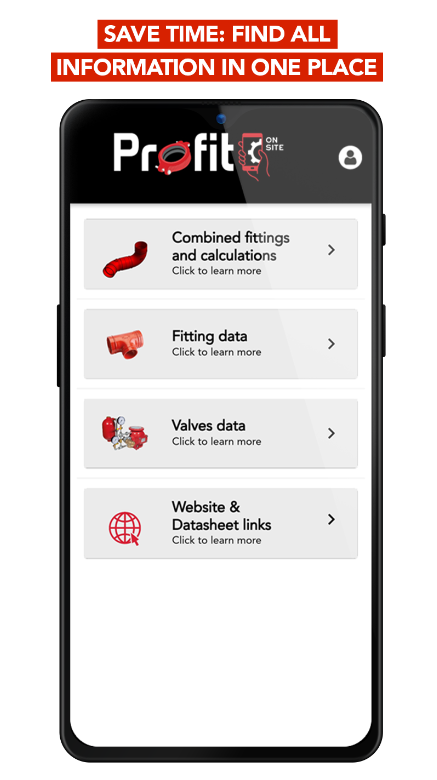 SAVE TIME: FIND ALL
INFORMATION IN ONE PLACE
Profit ON
SITE
Combined fittings
and calculations
Click to learn more
Fitting data
Click to learn more
Valves data
Click to learn more
Website &
Datasheet links
Click to learn more